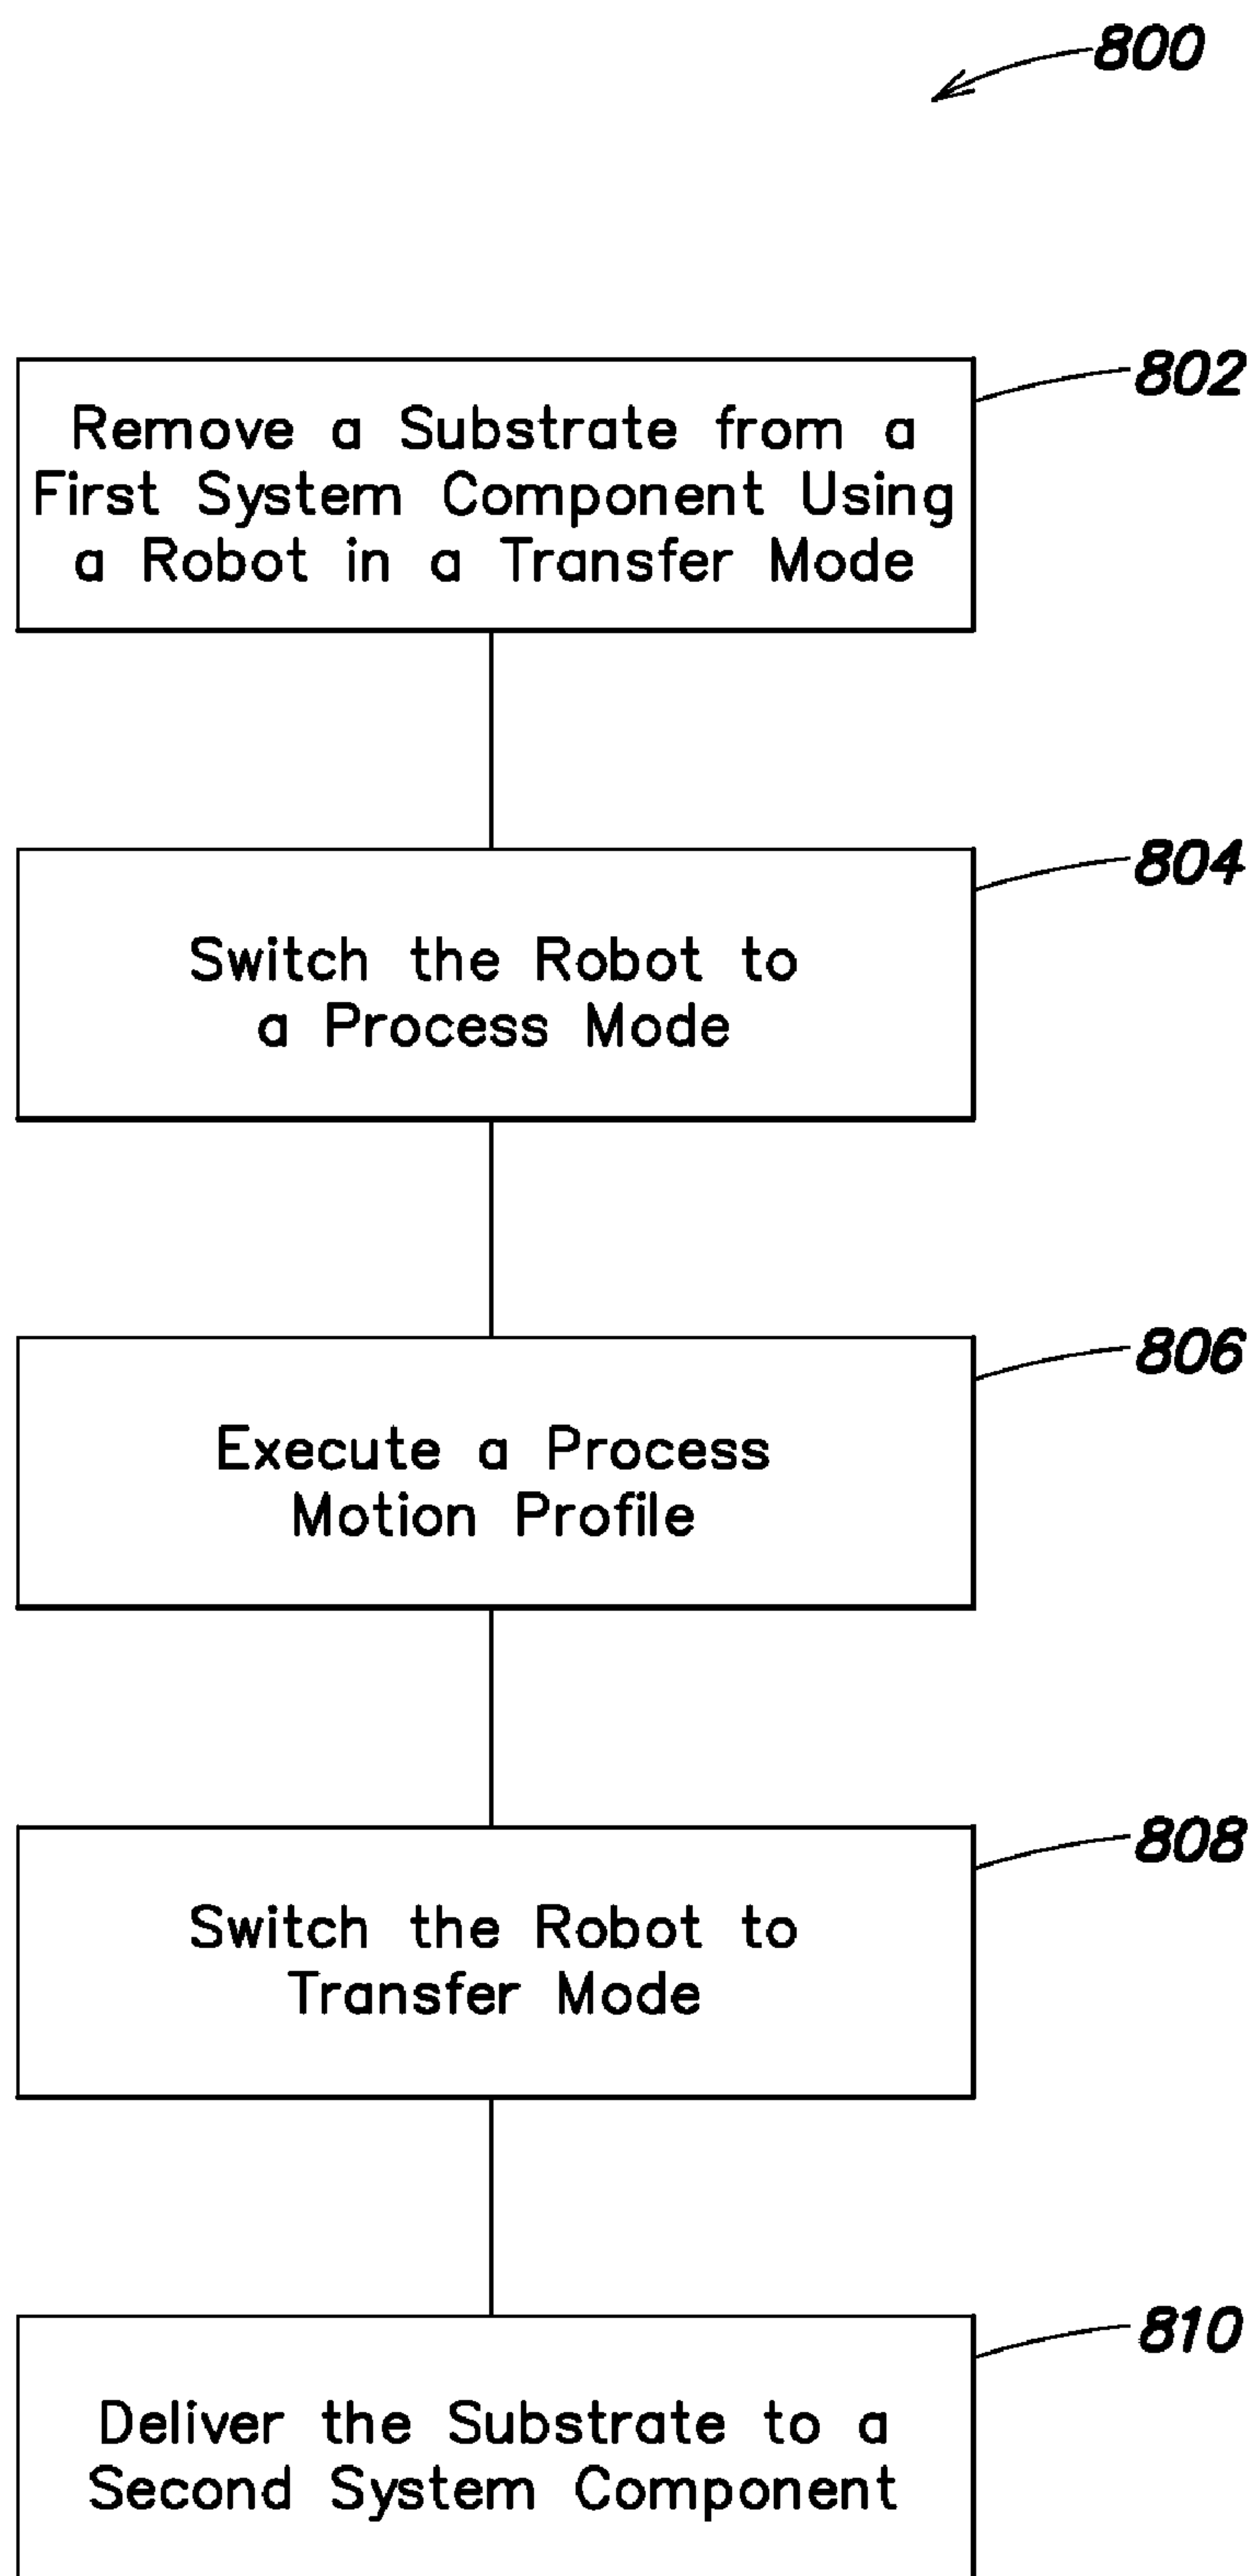 800
802
Remove a Substrate from a
First System Component Using
a Robot in a Transfer Mode
804
Switch the Robot to
a Process Mode
806
Execute a Process
Motion Profile
808
Switch the Robot to
Transfer Mode
810
Deliver the Substrate to a
Second System Component